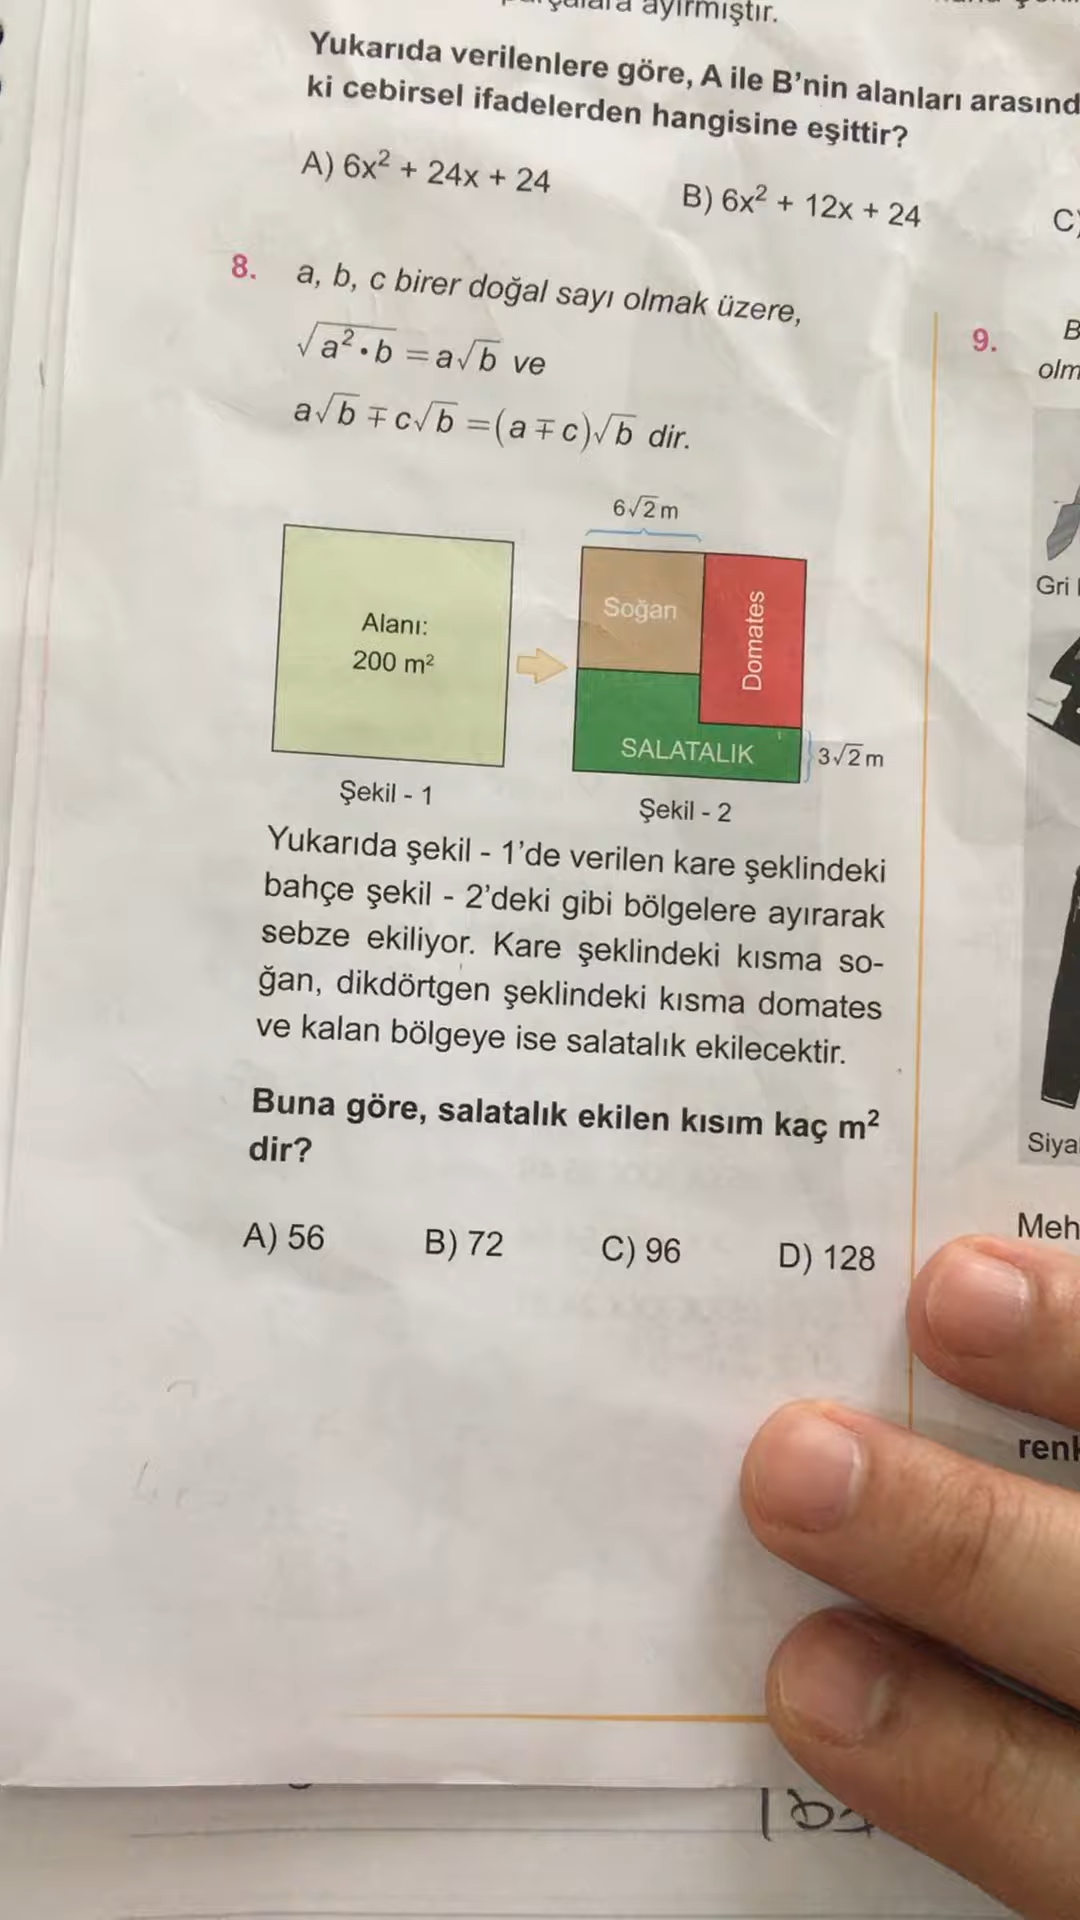 ayırmıştır.
Yukarıda verilenlere göre, A ile B'nin alanları arasınd
ki cebirsel ifadelerden hangisine eşittir?
A) 6x² + 24x + 24
B) 6x² + 12x + 24
C)
8. a, b, c birer doğal sayı olmak üzere,
√(a²·b) = a√b ve
a√b ∓ c√b = (a ∓ c)√b dir.
6√2 m
Alanı:
200 m²
Soğan
Domates
SALATALIK
3√2 m
Şekil - 1
Şekil - 2
Yukarıda şekil - 1'de verilen kare şeklindeki
bahçe şekil - 2'deki gibi bölgelere ayırarak
sebze ekiliyor. Kare şeklindeki kısma so-
ğan, dikdörtgen şeklindeki kısma domates
ve kalan bölgeye ise salatalık ekilecektir.
Buna göre, salatalık ekilen kısım kaç m²
dir?
A) 56 B) 72 C) 96 D) 128
9. B
olm
Gri
Siya
Meh
renk